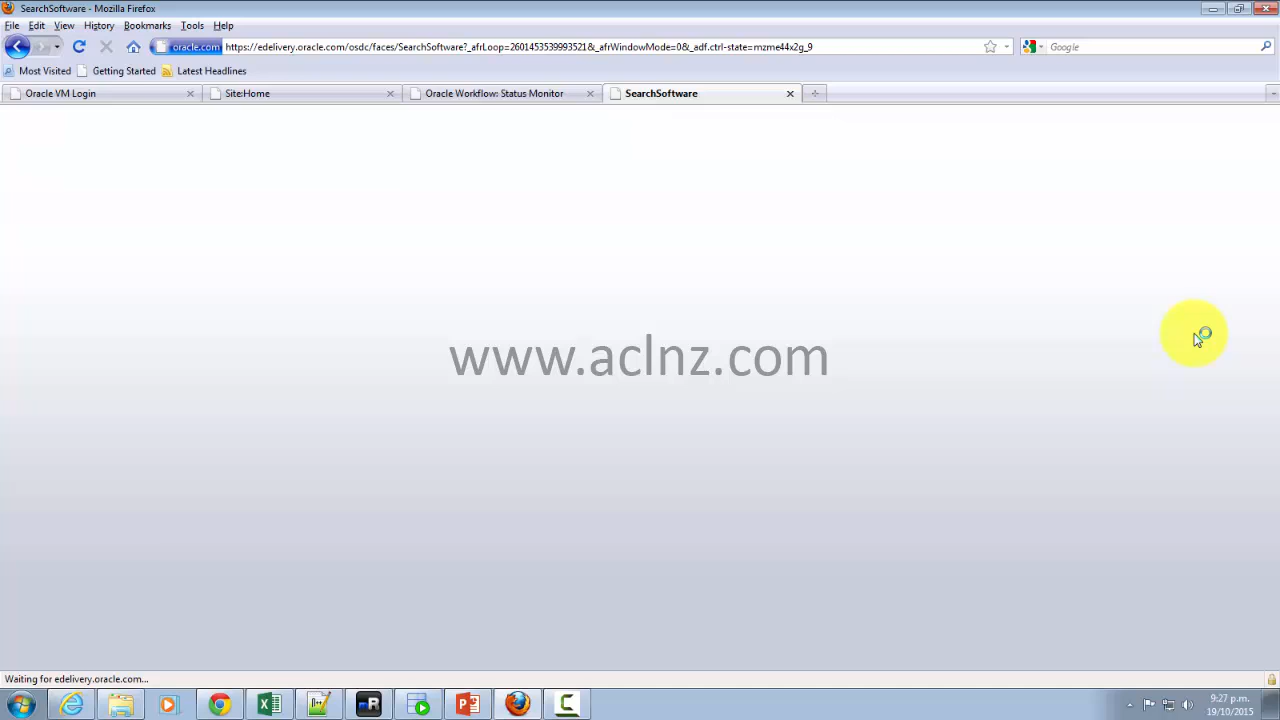 SearchSoftware - Mozilla Firefox
File Edit View History Bookmarks Tools Help
oracle.com https://edelivery.oracle.com/osdc/faces/SearchSoftware?_afrLoop=2601453539993521&_afrWindowMode=0&_adf.ctrl-state=mzme44x2g_9 Google
Most Visited Getting Started Latest Headlines
Oracle VM Login Site:Home Oracle Workflow: Status Monitor SearchSoftware
www.aclnz.com
Waiting for edelivery.oracle.com...
9:27 p.m.
19/10/2015